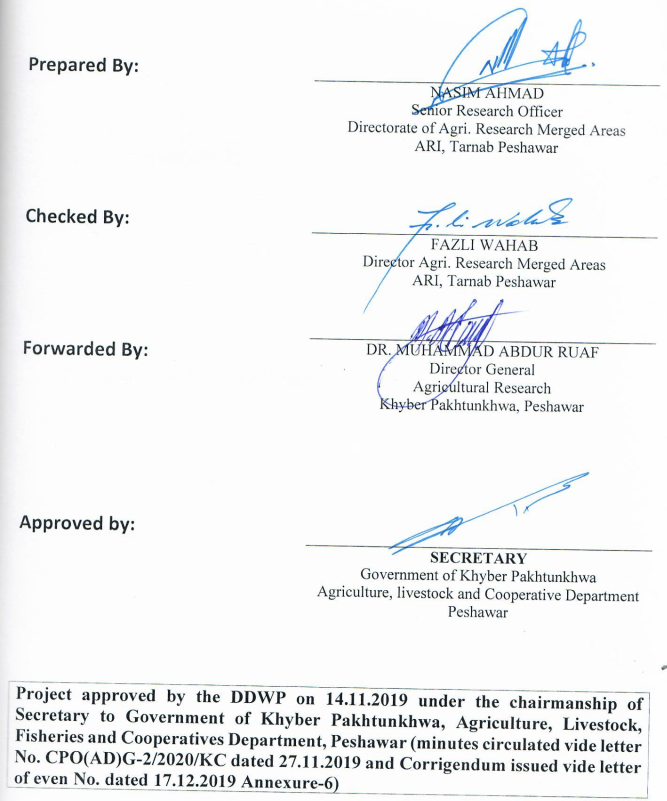 Prepared By:
NASIM AHMAD
Senior Research Officer
Directorate of Agri. Research Merged Areas
ARI, Tarnab Peshawar
Checked By:
Fazli Wahab
FAZLI WAHAB
Director Agri. Research Merged Areas
ARI, Tarnab Peshawar
Forwarded By:
DR. MUHAMMAD ABDUR RUAF
Director General
Agricultural Research
Khyber Pakhtunkhwa, Peshawar
Approved by:
SECRETARY
Government of Khyber Pakhtunkhwa
Agriculture, livestock and Cooperative Department
Peshawar
Project approved by the DDWP on 14.11.2019 under the chairmanship of
Secretary to Government of Khyber Pakhtunkhwa, Agriculture, Livestock,
Fisheries and Cooperatives Department, Peshawar (minutes circulated vide letter
No. CPO(AD)G-2/2020/KC dated 27.11.2019 and Corrigendum issued vide letter
of even No. dated 17.12.2019 Annexure-6)